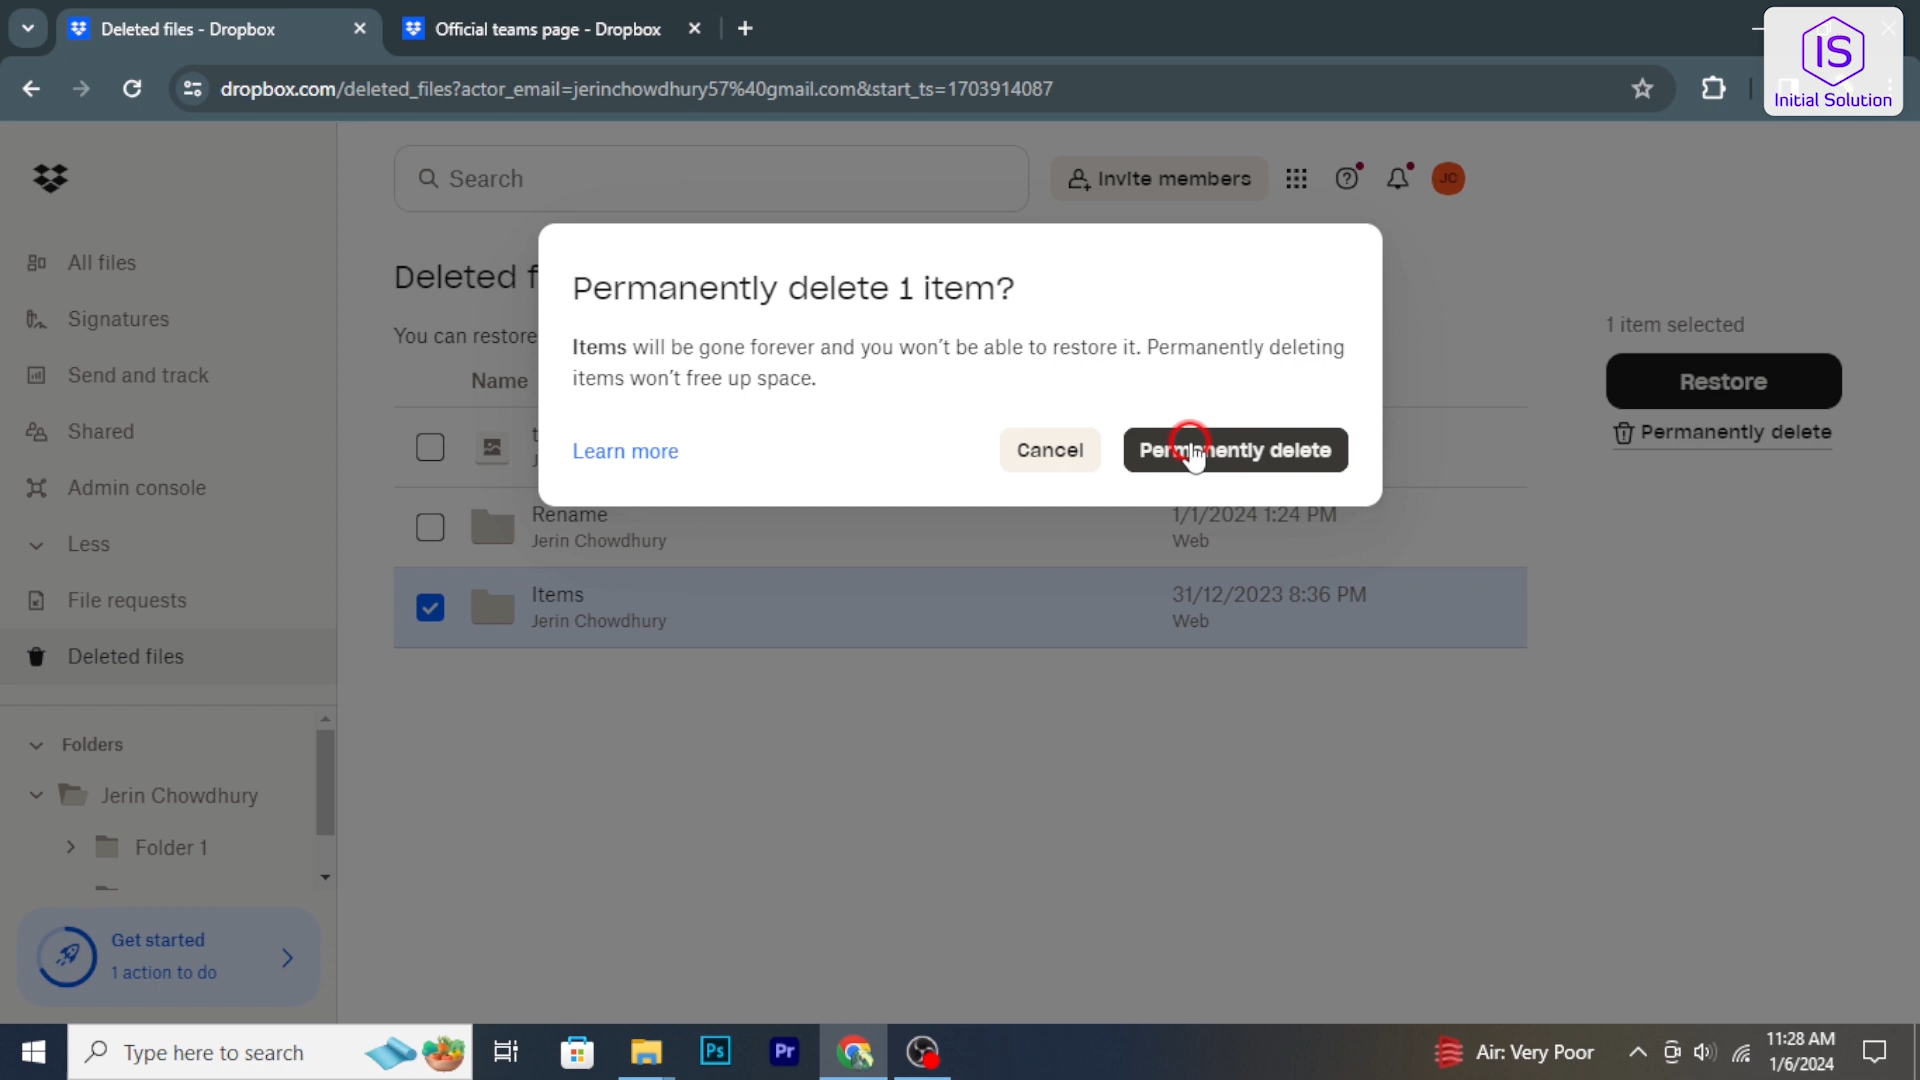 Deleted files - Dropbox
Official teams page - Dropbox
dropbox.com/deleted_files?actor_email=jerinchowdhury57%40gmail.com&start_ts=1703914087
IS
Initial Solution
Search
Invite members
JC
All files
Signatures
Send and track
Shared
Admin console
Less
File requests
Deleted files
Folders
Jerin Chowdhury
Folder 1
Get started
1 action to do
Deleted f
You can restore
Name
Permanently delete 1 item?
Items will be gone forever and you won't be able to restore it. Permanently deleting
items won't free up space.
Learn more
Cancel
Permanently delete
Rename
Jerin Chowdhury
1/1/2024 1:24 PM
Web
Items
Jerin Chowdhury
31/12/2023 8:36 PM
Web
1 item selected
Restore
Permanently delete
Type here to search
Ps
Pr
Air: Very Poor
11:28 AM
1/6/2024